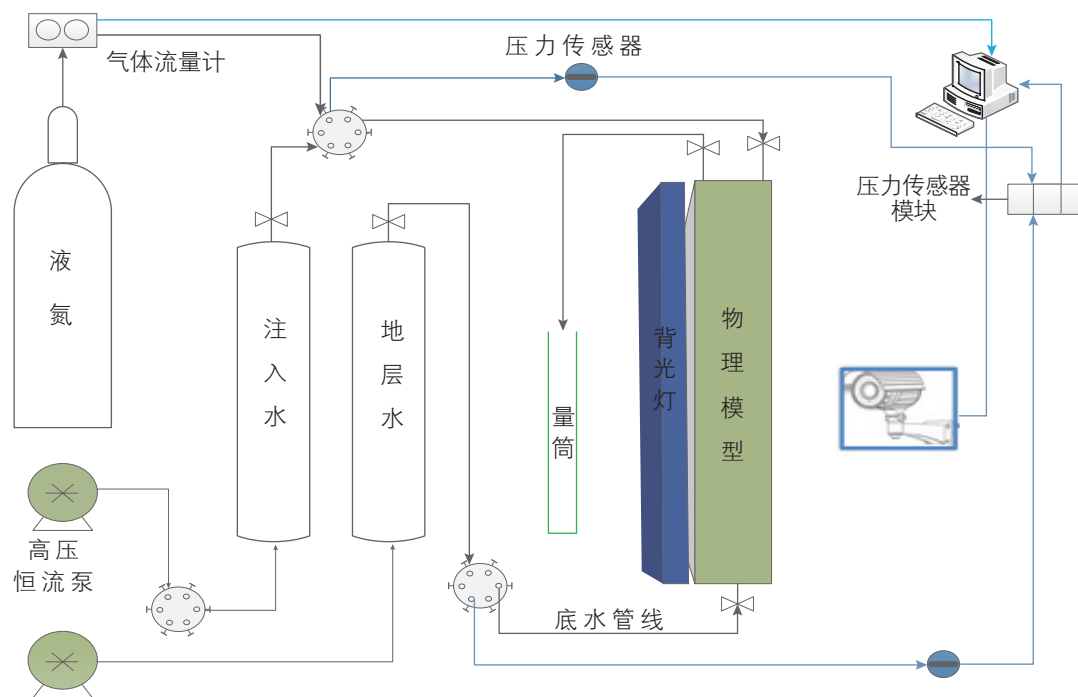 气体流量计
压力传感器
压力传感器
模块
液氮
注入水
地层水
量筒
背光灯
物理模型
高压
恒流泵
底水管线